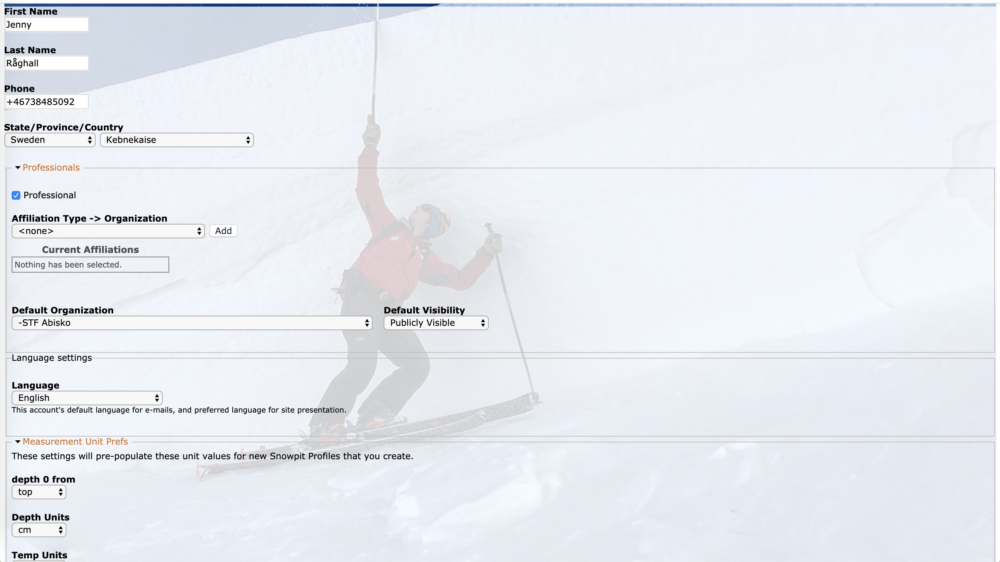 First Name
Jenny
Last Name
Råghall
Phone
+46738485092
State/Province/Country
Sweden Kebnekaise
Professionals
Professional
Affiliation Type -> Organization
<none> Add
Current Affiliations
Nothing has been selected.
Default Organization Default Visibility
-STF Abisko Publicly Visible
Language settings
Language
English
This account's default language for e-mails, and preferred language for site presentation.
Measurement Unit Prefs
These settings will pre-populate these unit values for new Snowpit Profiles that you create.
depth 0 from
top
Depth Units
cm
Temp Units